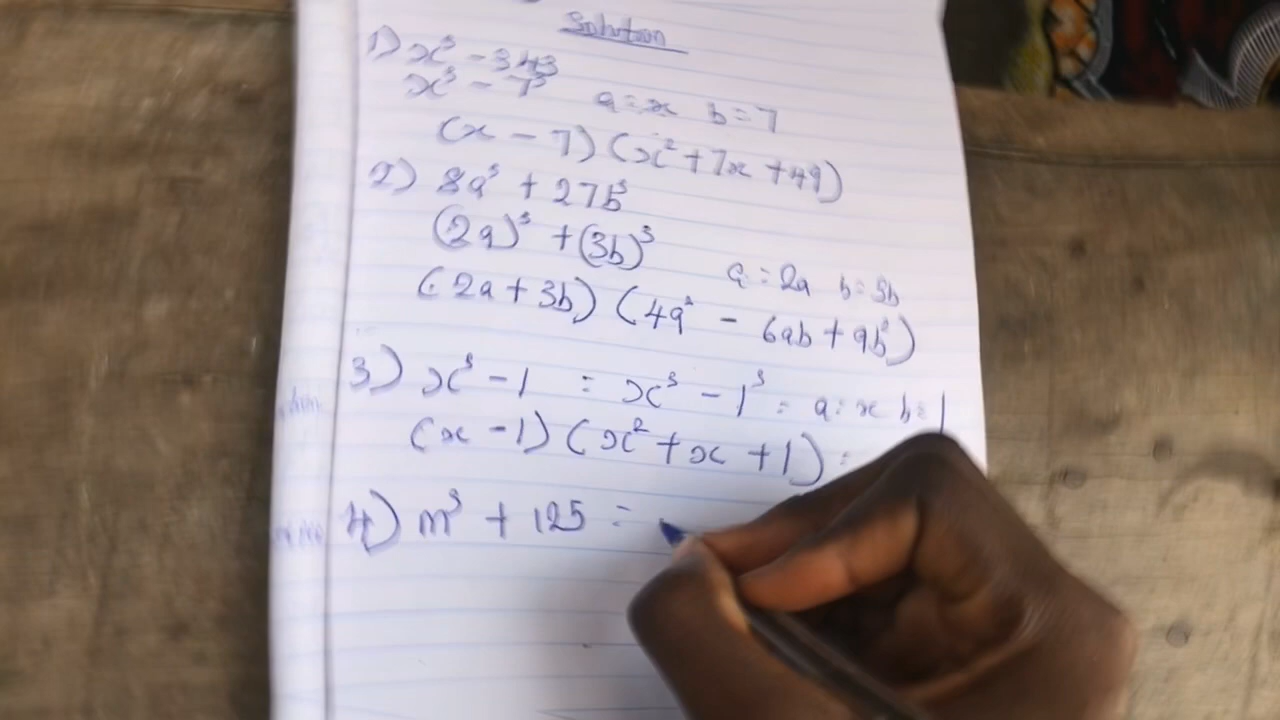 Solution
1) x³ - 343
x³ - 7³ a = x b = 7
(x - 7) (x² + 7x + 49)
2) 8a³ + 27b³
(2a)³ + (3b)³
a = 2a b = 3b
(2a + 3b) (4a² - 6ab + 9b²)
3) x³ - 1 = x³ - 1³ = a = x b = 1
(x - 1) (x² + x + 1) =
4) m³ + 125 =